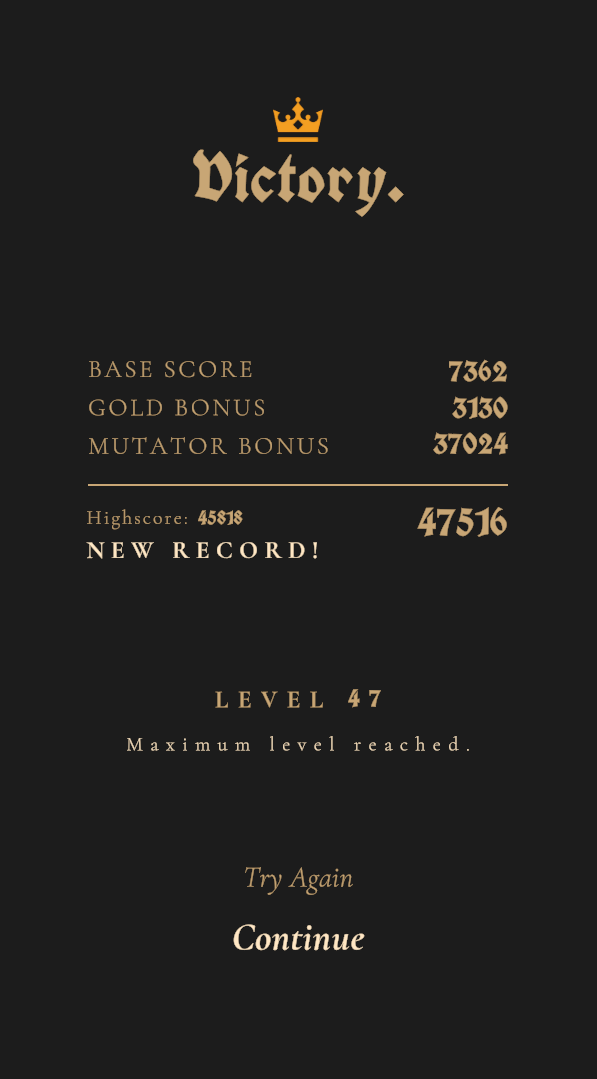 Victory.
BASE SCORE 7362
GOLD BONUS 3130
MUTATOR BONUS 37024
Highscore: 45818 47516
NEW RECORD!
LEVEL 47
Maximum level reached.
Try Again
Continue